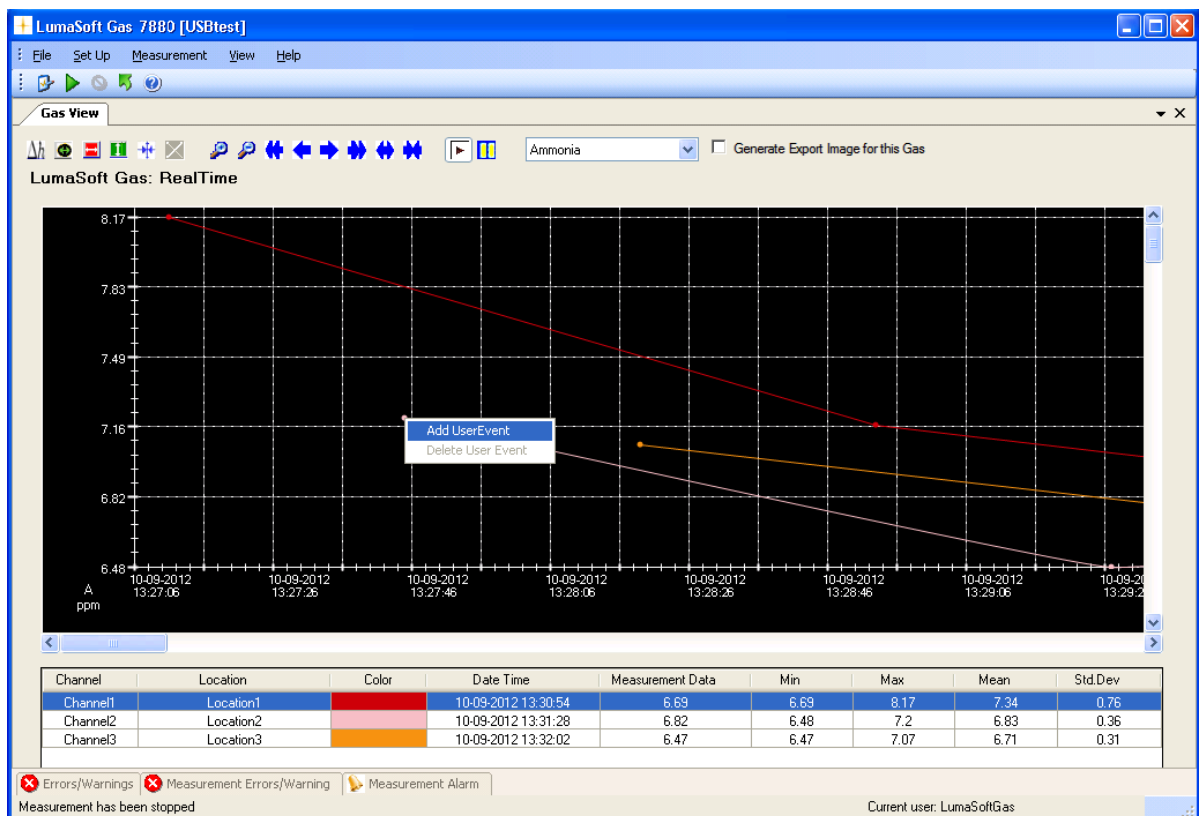 LumaSoft Gas 7880 [USBtest]
File Set Up Measurement View Help
Gas View
Δh Ammonia Generate Export Image for this Gas
LumaSoft Gas: RealTime
8.17
7.83
7.49
7.16
Add UserEvent
Delete User Event
6.82
6.48
10-09-2012 10-09-2012 10-09-2012 10-09-2012 10-09-2012 10-09-2012 10-09-2012 10-09-20
A 13:27:06 13:27:26 13:27:46 13:28:06 13:28:26 13:28:46 13:29:06 13:29:2
ppm
Channel Location Color Date Time Measurement Data Min Max Mean Std.Dev
Channel1 Location1 10-09-2012 13:30:54 6.69 6.69 8.17 7.34 0.76
Channel2 Location2 10-09-2012 13:31:28 6.82 6.48 7.2 6.83 0.36
Channel3 Location3 10-09-2012 13:32:02 6.47 6.47 7.07 6.71 0.31
Errors/Warnings Measurement Errors/Warning Measurement Alarm
Measurement has been stopped Current user: LumaSoftGas